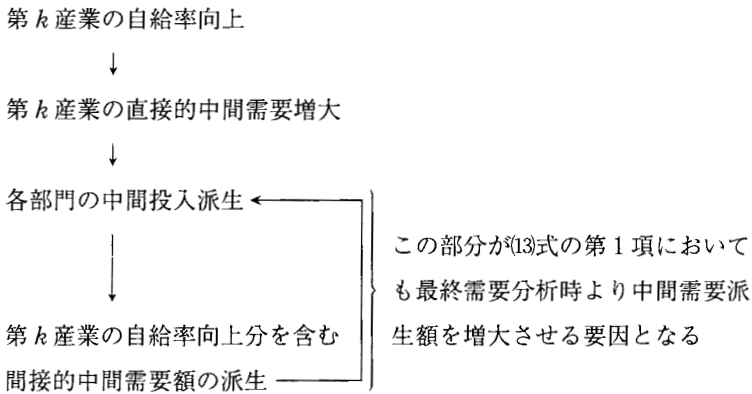 第k産業の自給率向上
↓
第k産業の直接的中間需要増大
↓
各部門の中間投入派生
↓
第k産業の自給率向上分を含む
間接的中間需要額の派生
この部分が⒀式の第1項において
も最終需要分析時より中間需要派
生額を増大させる要因となる